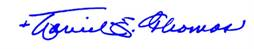 + Daniel E. Thomas